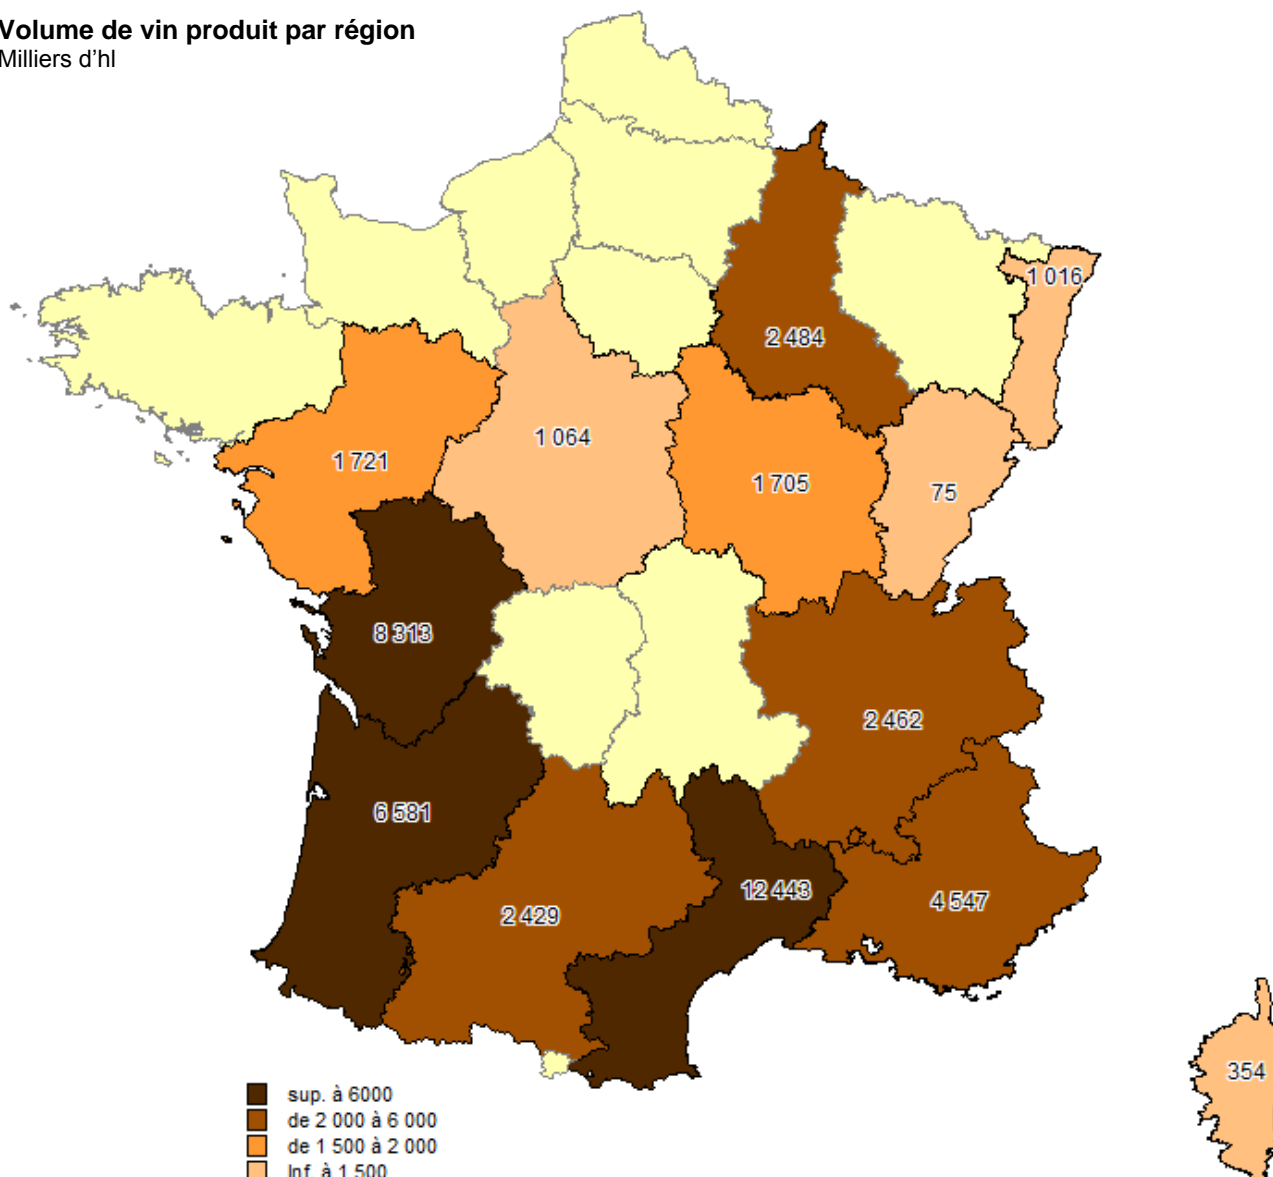 Volume de vin produit par région
Milliers d'hl
1 016
2 484
1 064
1 721
1 705
75
8 313
2 462
6 581
12 443
4 547
2 429
354
sup. à 6000
de 2 000 à 6 000
de 1 500 à 2 000
Inf. à 1 500